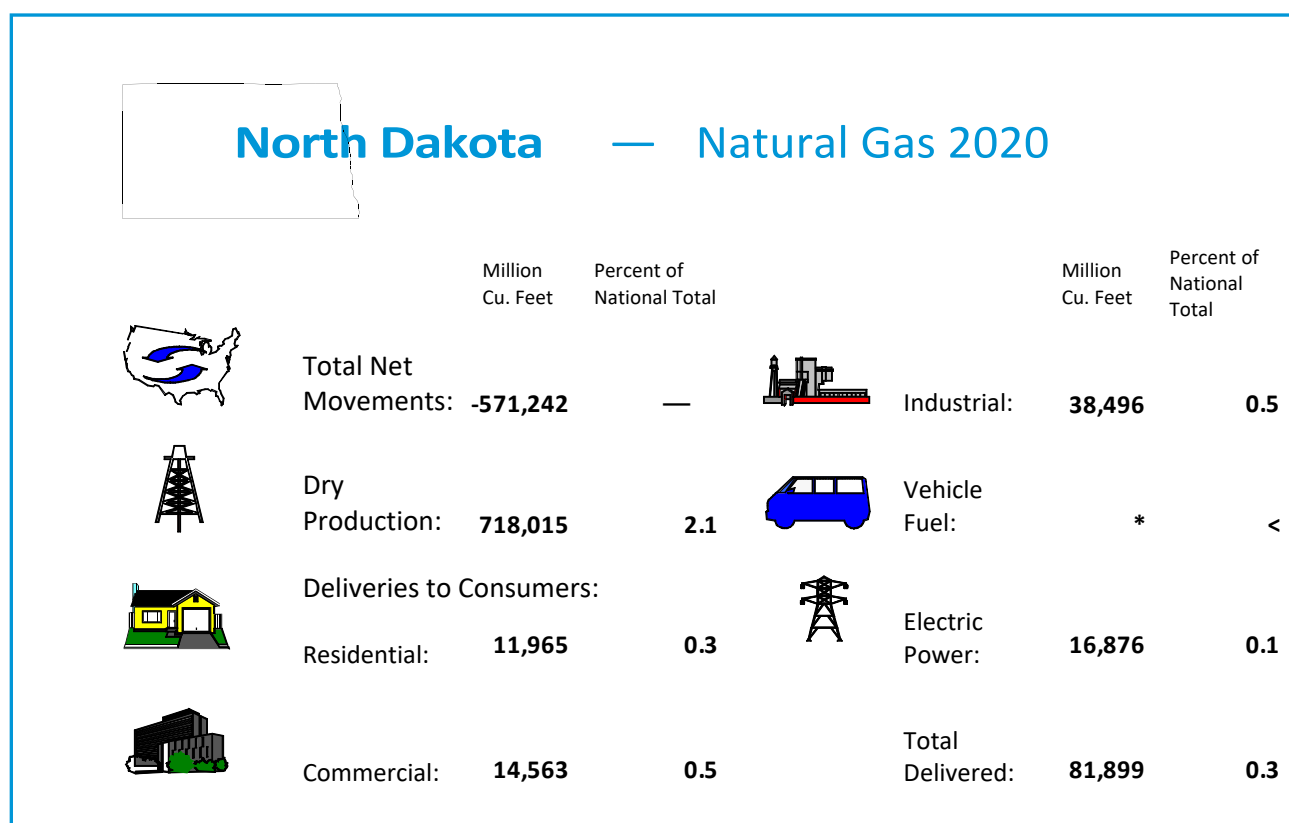 North Dakota — Natural Gas 2020
Million
Cu. Feet
Percent of
National Total
Total Net
Movements: -571,242 —
Dry
Production: 718,015 2.1
Deliveries to Consumers:
Residential: 11,965 0.3
Commercial: 14,563 0.5
Million
Cu. Feet
Percent of
National
Total
Industrial: 38,496 0.5
Vehicle
Fuel: * <
Electric
Power: 16,876 0.1
Total
Delivered: 81,899 0.3